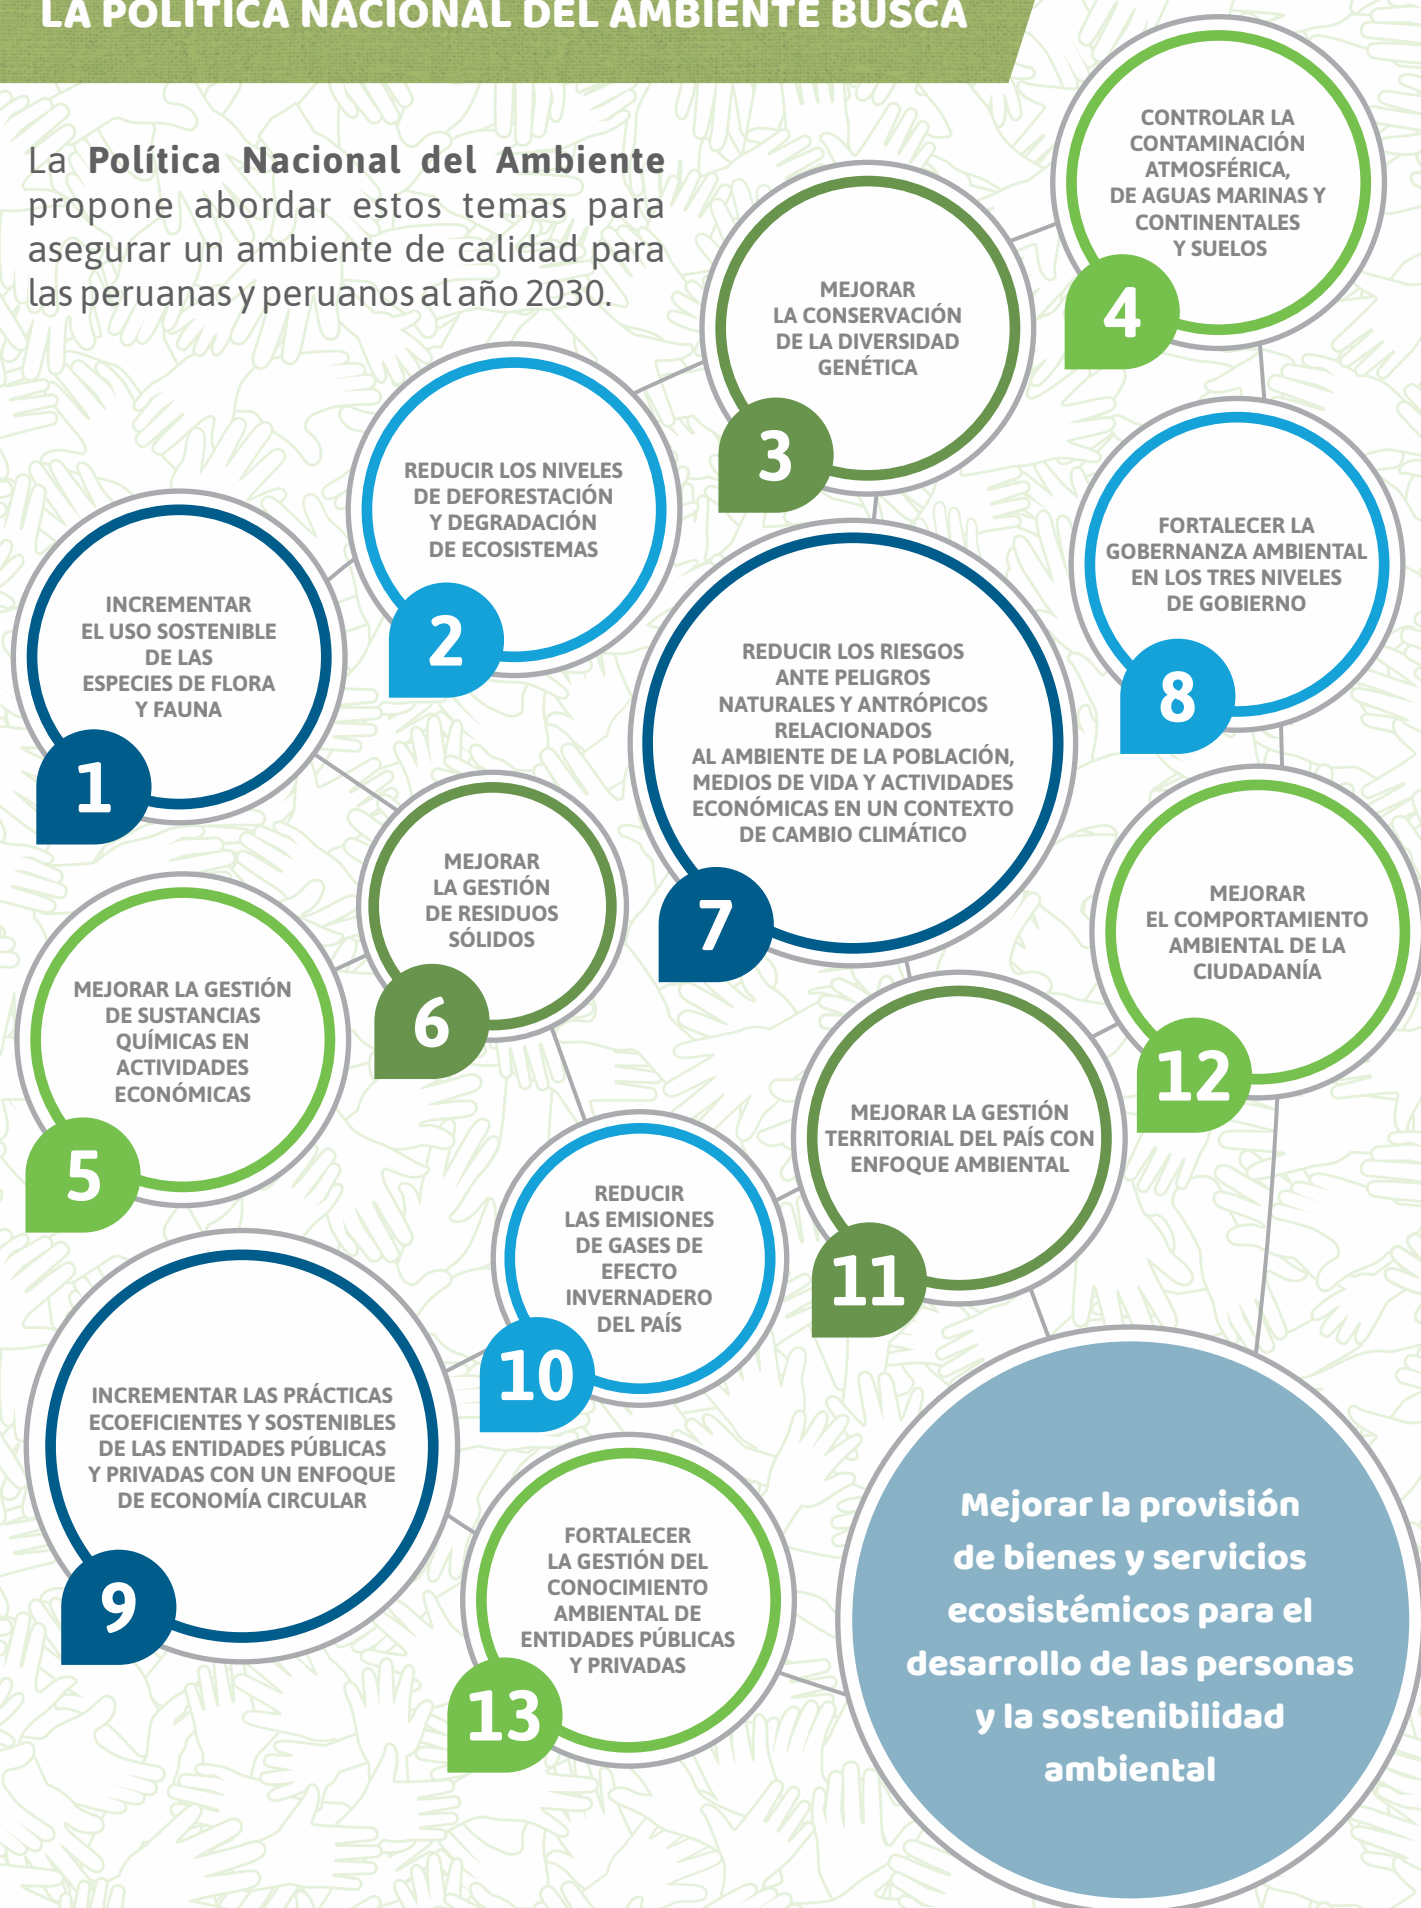 LA POLÍTICA NACIONAL DEL AMBIENTE BUSCA
La Política Nacional del Ambiente
propone abordar estos temas para
asegurar un ambiente de calidad para
las peruanas y peruanos al año 2030.
INCREMENTAR
EL USO SOSTENIBLE
DE LAS
ESPECIES DE FLORA
Y FAUNA
1
REDUCIR LOS NIVELES
DE DEFORESTACIÓN
Y DEGRADACIÓN
DE ECOSISTEMAS
2
MEJORAR
LA CONSERVACIÓN
DE LA DIVERSIDAD
GENÉTICA
3
CONTROLAR LA
CONTAMINACIÓN
ATMOSFÉRICA,
DE AGUAS MARINAS Y
CONTINENTALES
Y SUELOS
4
MEJORAR LA GESTIÓN
DE SUSTANCIAS
QUÍMICAS EN
ACTIVIDADES
ECONÓMICAS
5
MEJORAR
LA GESTIÓN
DE RESIDUOS
SÓLIDOS
6
REDUCIR LOS RIESGOS
ANTE PELIGROS
NATURALES Y ANTRÓPICOS
RELACIONADOS
AL AMBIENTE DE LA POBLACIÓN,
MEDIOS DE VIDA Y ACTIVIDADES
ECONÓMICAS EN UN CONTEXTO
DE CAMBIO CLIMÁTICO
7
FORTALECER LA
GOBERNANZA AMBIENTAL
EN LOS TRES NIVELES
DE GOBIERNO
8
INCREMENTAR LAS PRÁCTICAS
ECOEFICIENTES Y SOSTENIBLES
DE LAS ENTIDADES PÚBLICAS
Y PRIVADAS CON UN ENFOQUE
DE ECONOMÍA CIRCULAR
9
REDUCIR
LAS EMISIONES
DE GASES DE
EFECTO
INVERNADERO
DEL PAÍS
10
MEJORAR LA GESTIÓN
TERRITORIAL DEL PAÍS CON
ENFOQUE AMBIENTAL
11
MEJORAR
EL COMPORTAMIENTO
AMBIENTAL DE LA
CIUDADANÍA
12
FORTALECER
LA GESTIÓN DEL
CONOCIMIENTO
AMBIENTAL DE
ENTIDADES PÚBLICAS
Y PRIVADAS
13
Mejorar la provisión
de bienes y servicios
ecosistémicos para el
desarrollo de las personas
y la sostenibilidad
ambiental